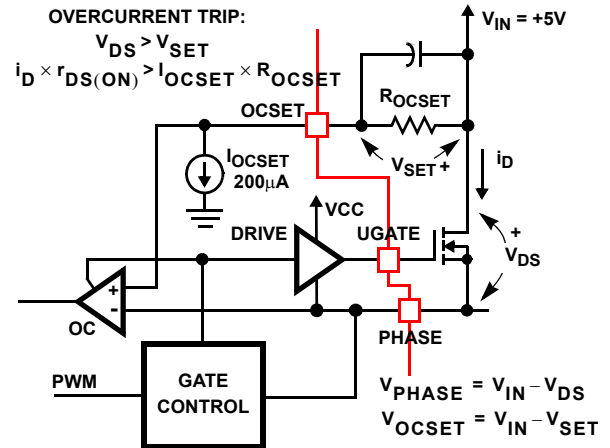 OVERCURRENT TRIP:
V_DS > V_SET
i_D × r_DS(ON) > I_OCSET × R_OCSET
V_IN = +5V
R_OCSET
OCSET
V_SET +
i_D
I_OCSET
200µA
VCC
DRIVE
UGATE
+
V_DS
+
-
OC
PHASE
PWM
GATE
CONTROL
V_PHASE = V_IN – V_DS
V_OCSET = V_IN – V_SET